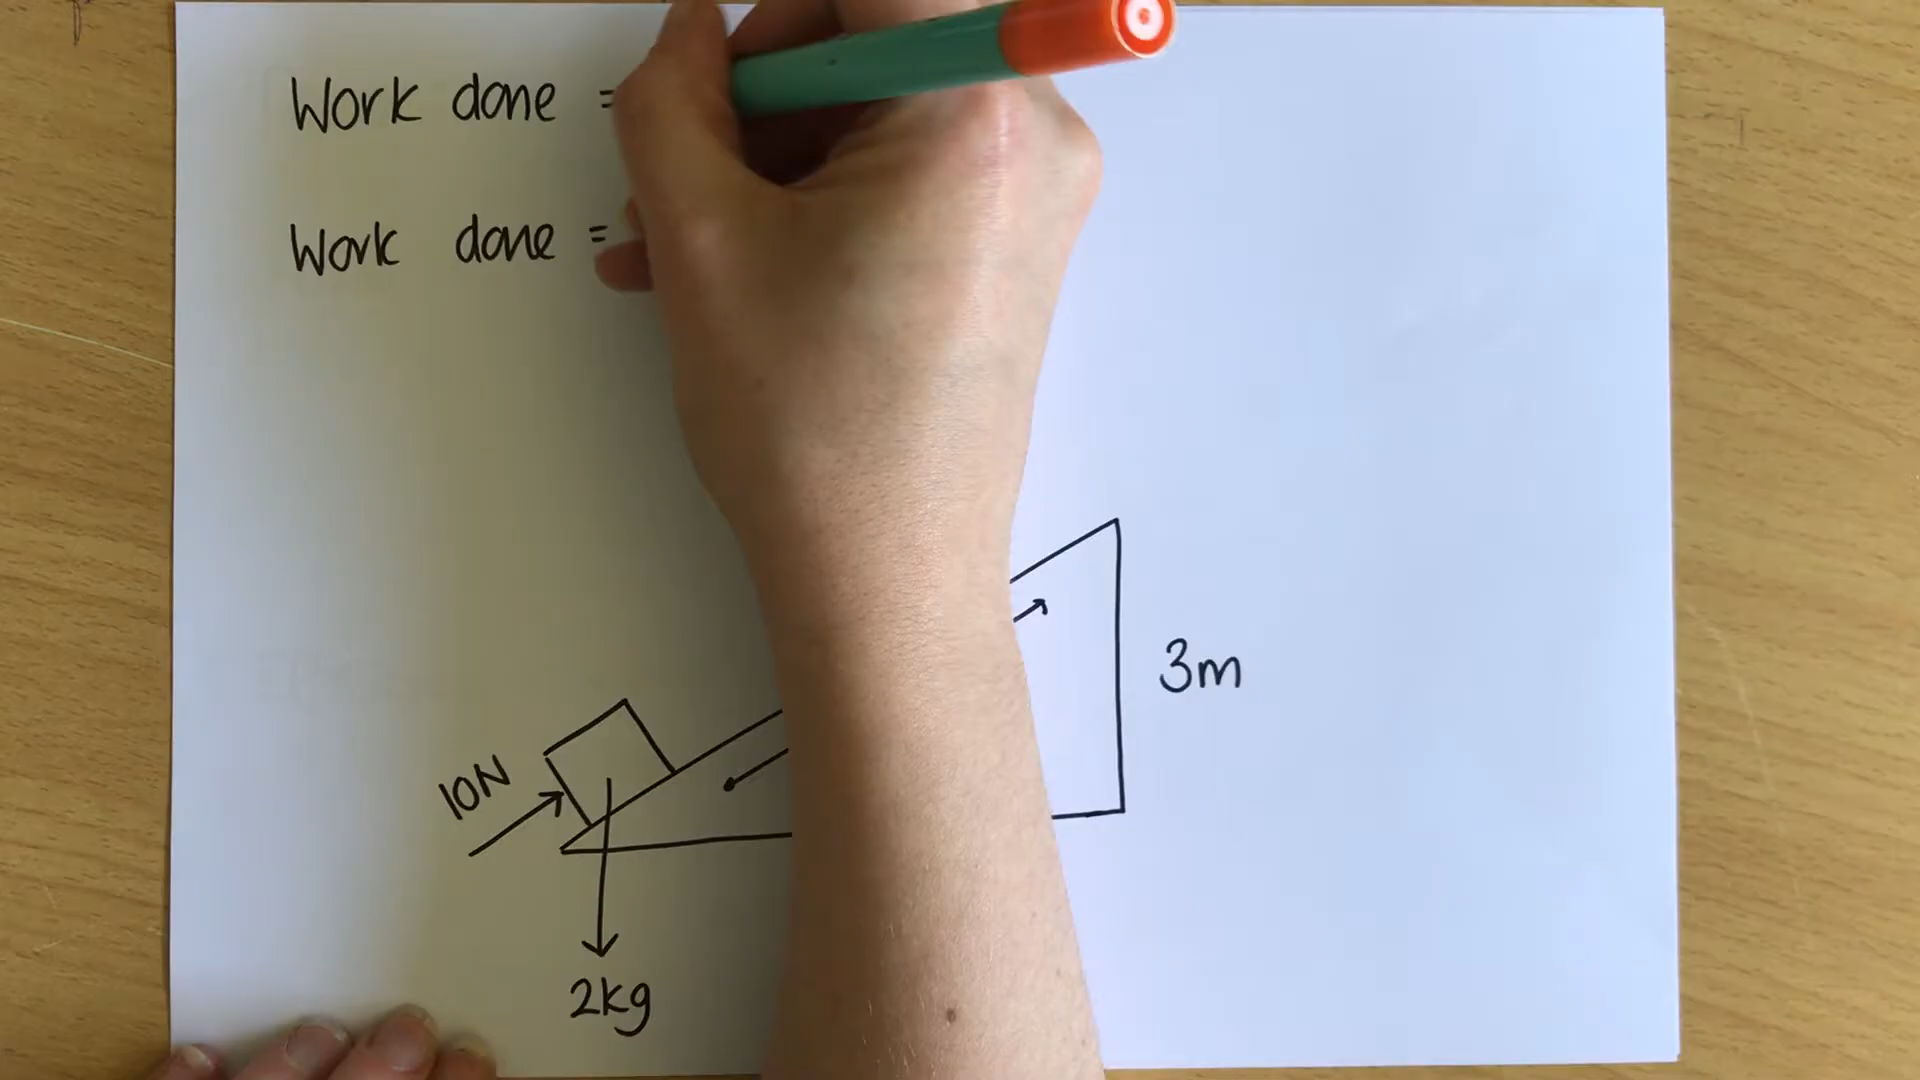 Work done =
Work done =
3m
10N
2kg